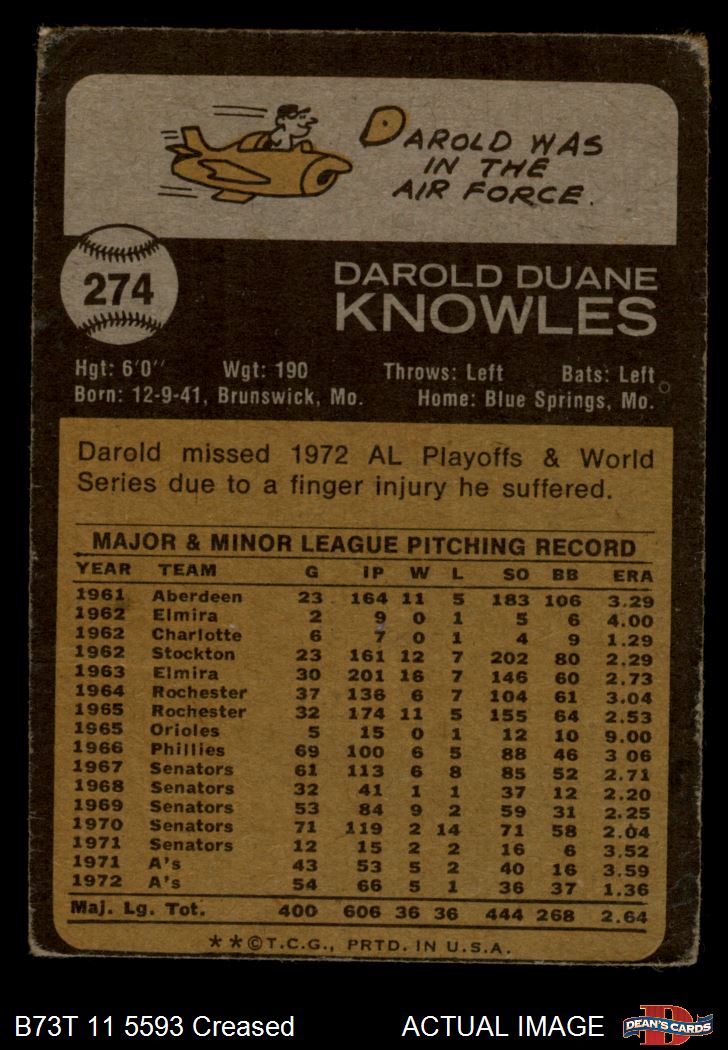 DAROLD WAS
IN THE
AIR FORCE.
274
DAROLD DUANE
KNOWLES
Hgt: 6'0" Wgt: 190 Throws: Left Bats: Left
Born: 12-9-41, Brunswick, Mo. Home: Blue Springs, Mo.
Darold missed 1972 AL Playoffs & World
Series due to a finger injury he suffered.
MAJOR & MINOR LEAGUE PITCHING RECORD
YEAR TEAM G IP W L SO BB ERA
1961 Aberdeen 23 164 11 5 183 106 3.29
1962 Elmira 2 9 0 1 5 6 4.00
1962 Charlotte 6 7 0 1 4 9 1.29
1962 Stockton 23 161 12 7 202 80 2.29
1963 Elmira 30 201 16 7 146 60 2.73
1964 Rochester 37 136 6 7 104 61 3.04
1965 Rochester 32 174 11 5 155 64 2.53
1965 Orioles 5 15 0 1 12 10 9.00
1966 Phillies 69 100 6 5 88 46 3 06
1967 Senators 61 113 6 8 85 52 2.71
1968 Senators 32 41 1 1 37 12 2.20
1969 Senators 53 84 9 2 59 31 2.25
1970 Senators 71 119 2 14 71 58 2.04
1971 Senators 12 15 2 2 16 6 3.52
1971 A's 43 53 5 2 40 16 3.59
1972 A's 54 66 5 1 36 37 1.36
Maj. Lg. Tot. 400 606 36 36 444 268 2.64
**©T.C.G., PRTD. IN U.S.A.
B73T 11 5593 Creased ACTUAL IMAGE
D
DEAN'S CARDS